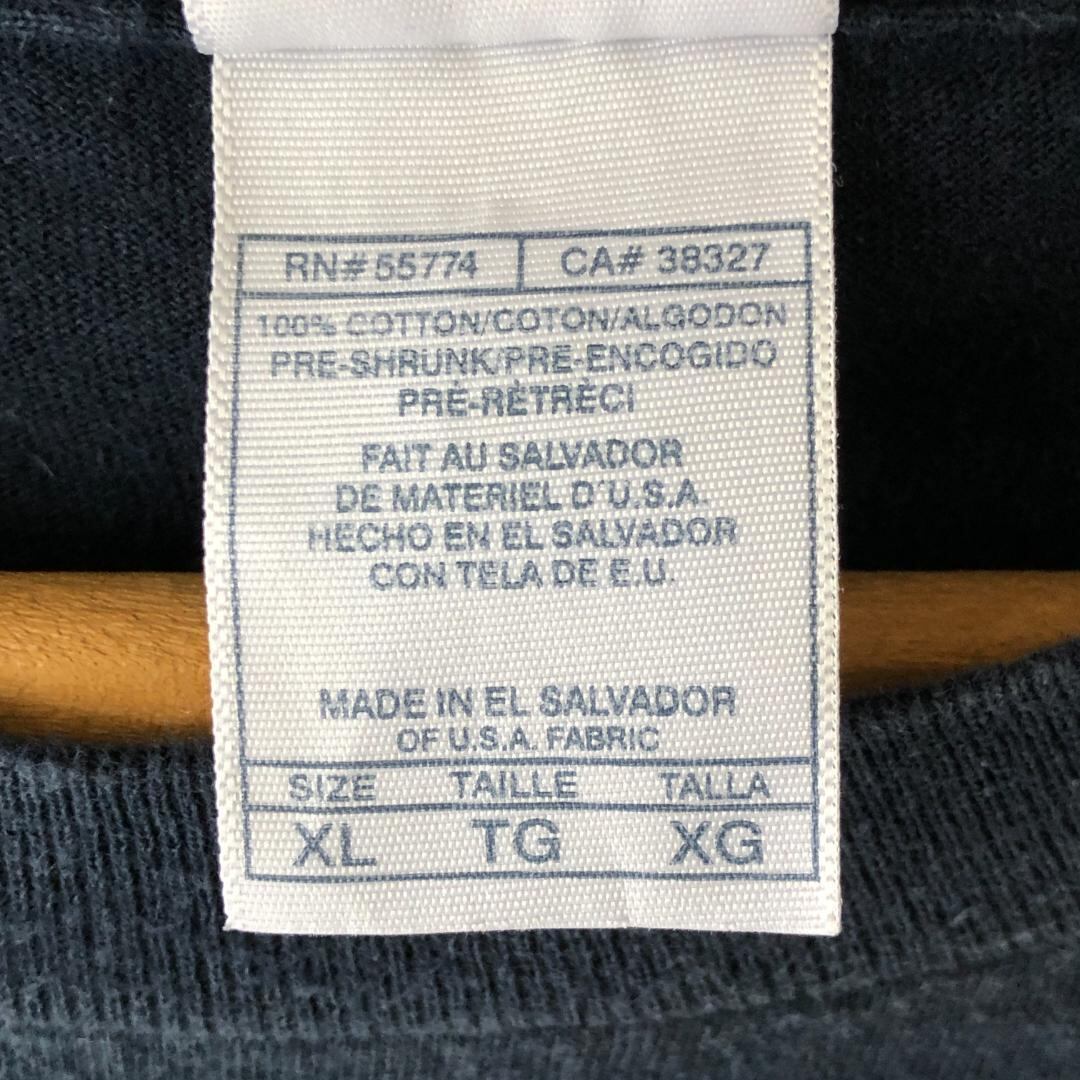 RN# 55774 CA# 38327
100% COTTON/COTON/ALGODON
PRE-SHRUNK/PRE-ENCOGIDO
PRÉ-RÉTRÉCI
FAIT AU SALVADOR
DE MATERIEL D'U.S.A.
HECHO EN EL SALVADOR
CON TELA DE E.U.
MADE IN EL SALVADOR
OF U.S.A. FABRIC
SIZE TAILLE TALLA
XL TG XG